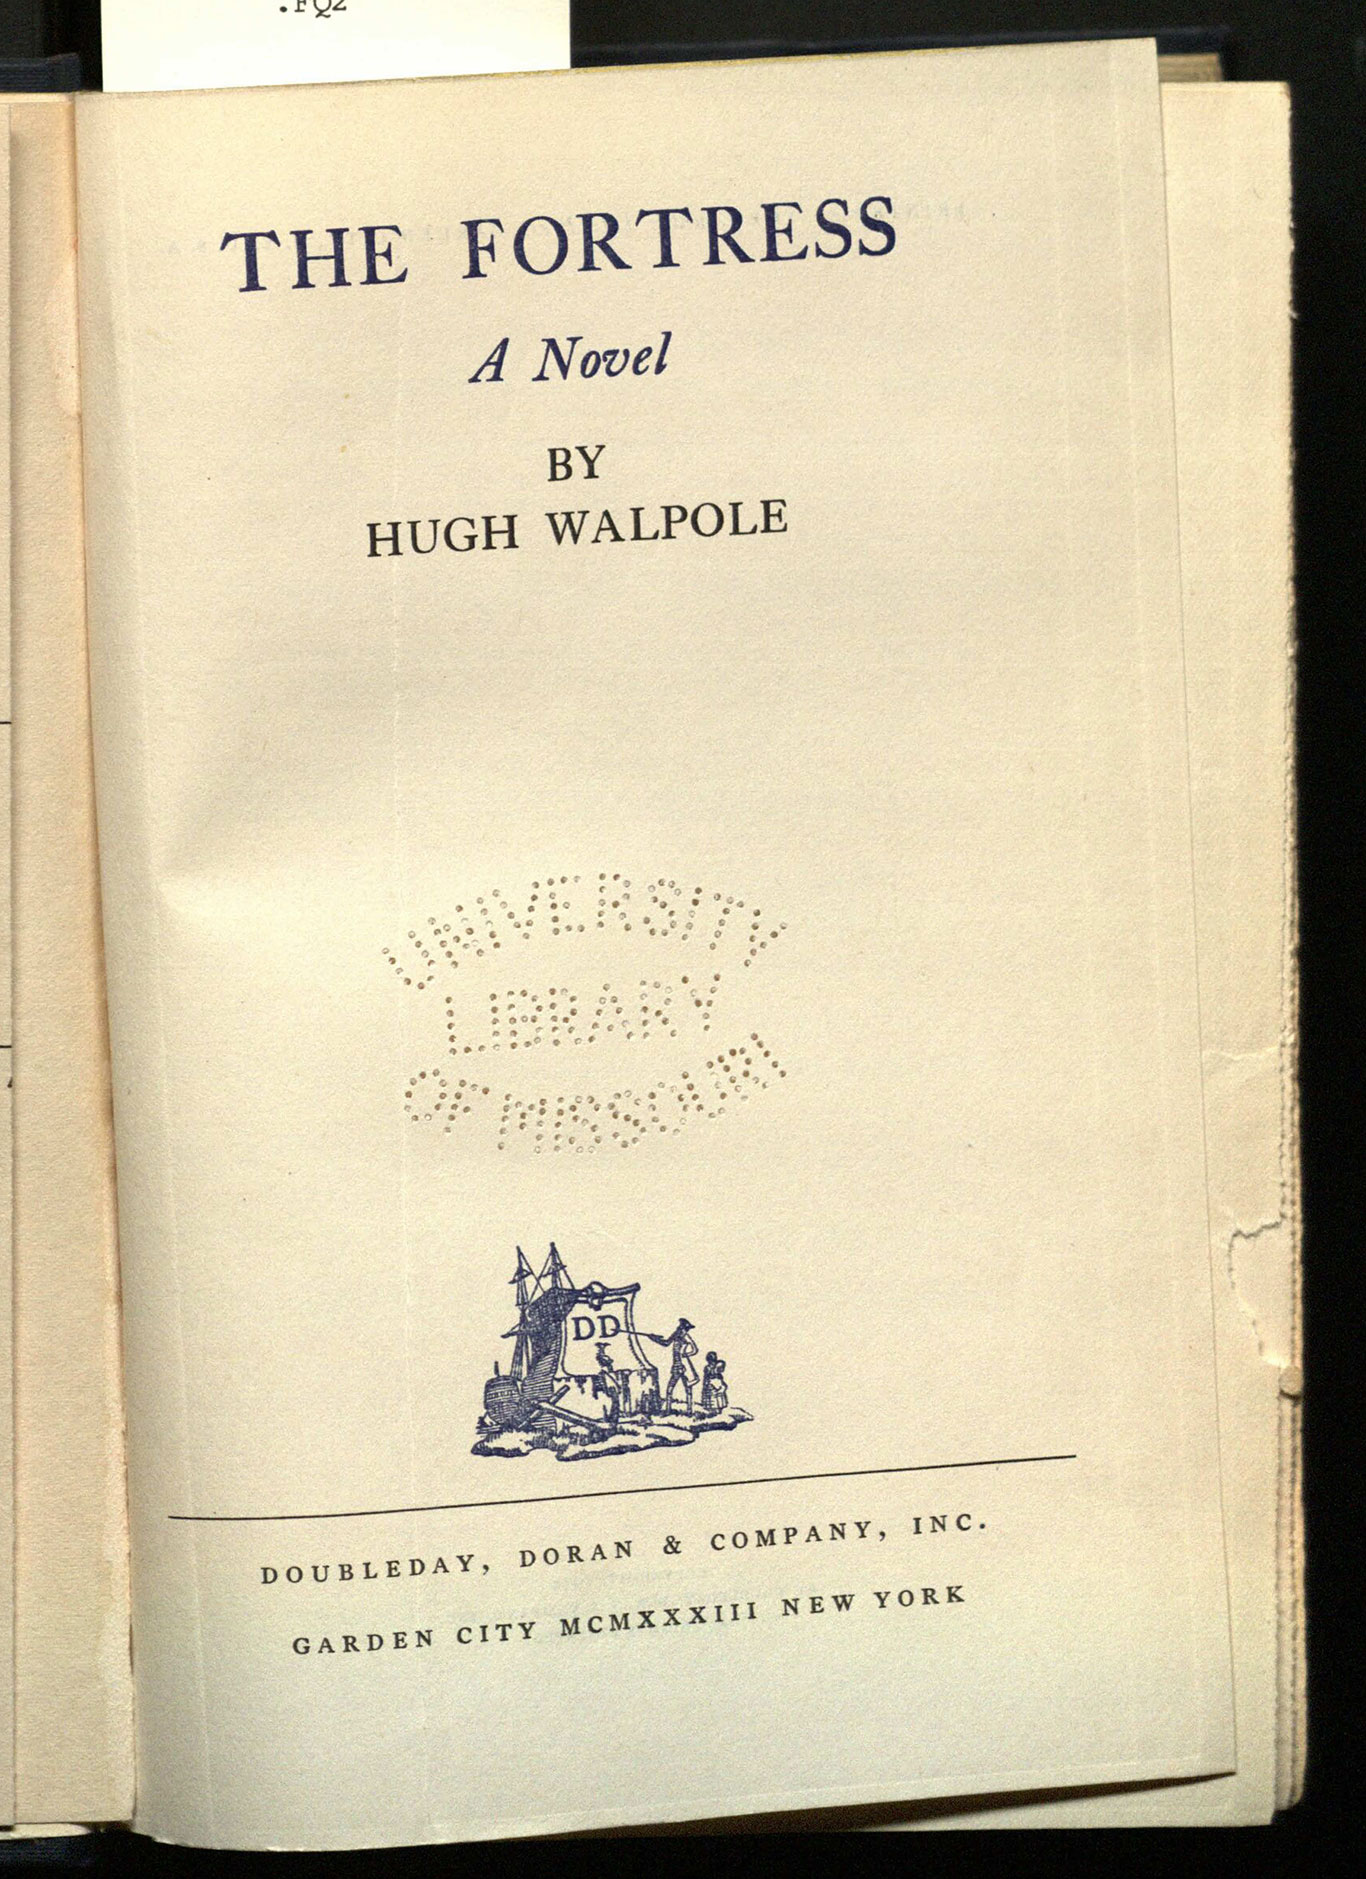 .FQ2
THE FORTRESS
A Novel
BY
HUGH WALPOLE
UNIVERSITY
LIBRARY
OF MISSOURI
DD
DOUBLEDAY, DORAN & COMPANY, INC.
GARDEN CITY MCMXXXIII NEW YORK